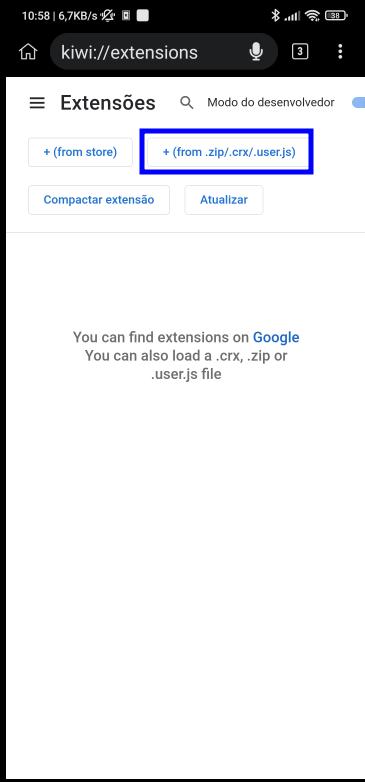 10:58 | 6,7KB/s
38
kiwi://extensions
3
Extensões
Modo do desenvolvedor
+ (from store)
+ (from .zip/.crx/.user.js)
Compactar extensão
Atualizar
You can find extensions on Google
You can also load a .crx, .zip or
.user.js file